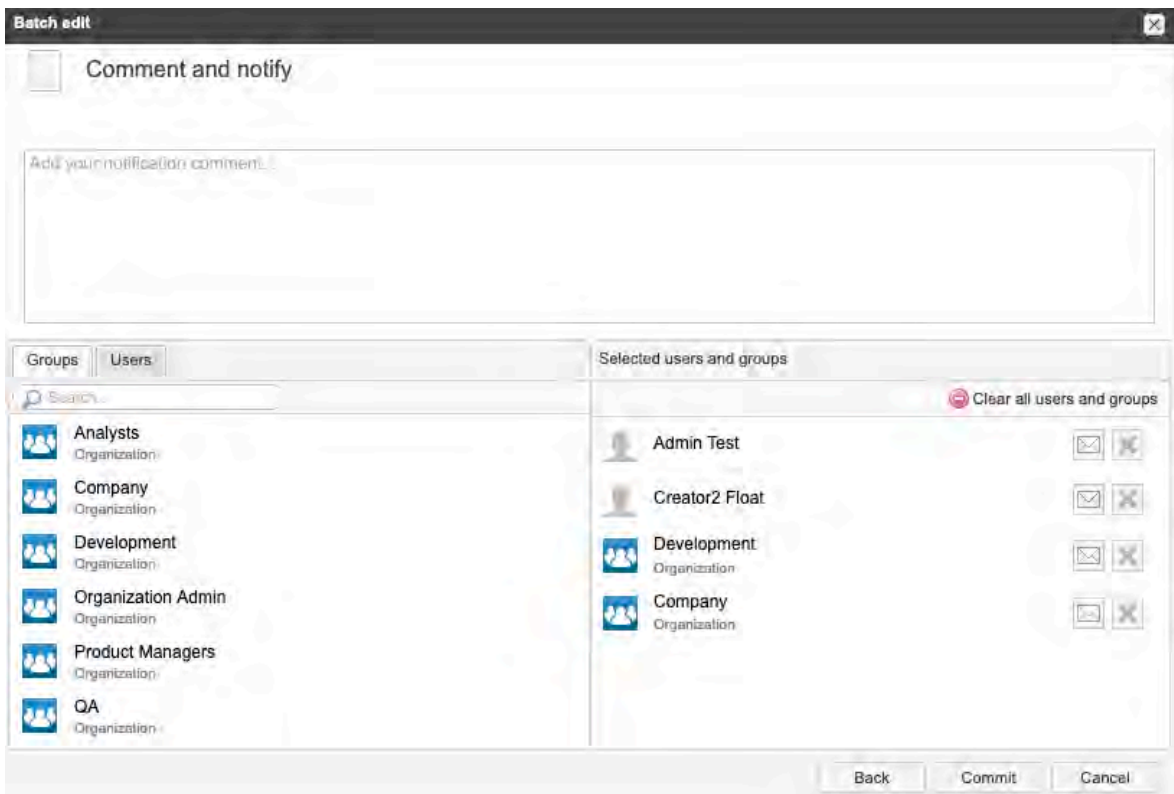 Batch edit
Comment and notify
Add your notification comment...
Groups
Users
Selected users and groups
Search...
Clear all users and groups
Analysts
Organization
Company
Organization
Development
Organization
Organization Admin
Organization
Product Managers
Organization
QA
Organization
Admin Test
Creator2 Float
Development
Organization
Company
Organization
Back
Commit
Cancel